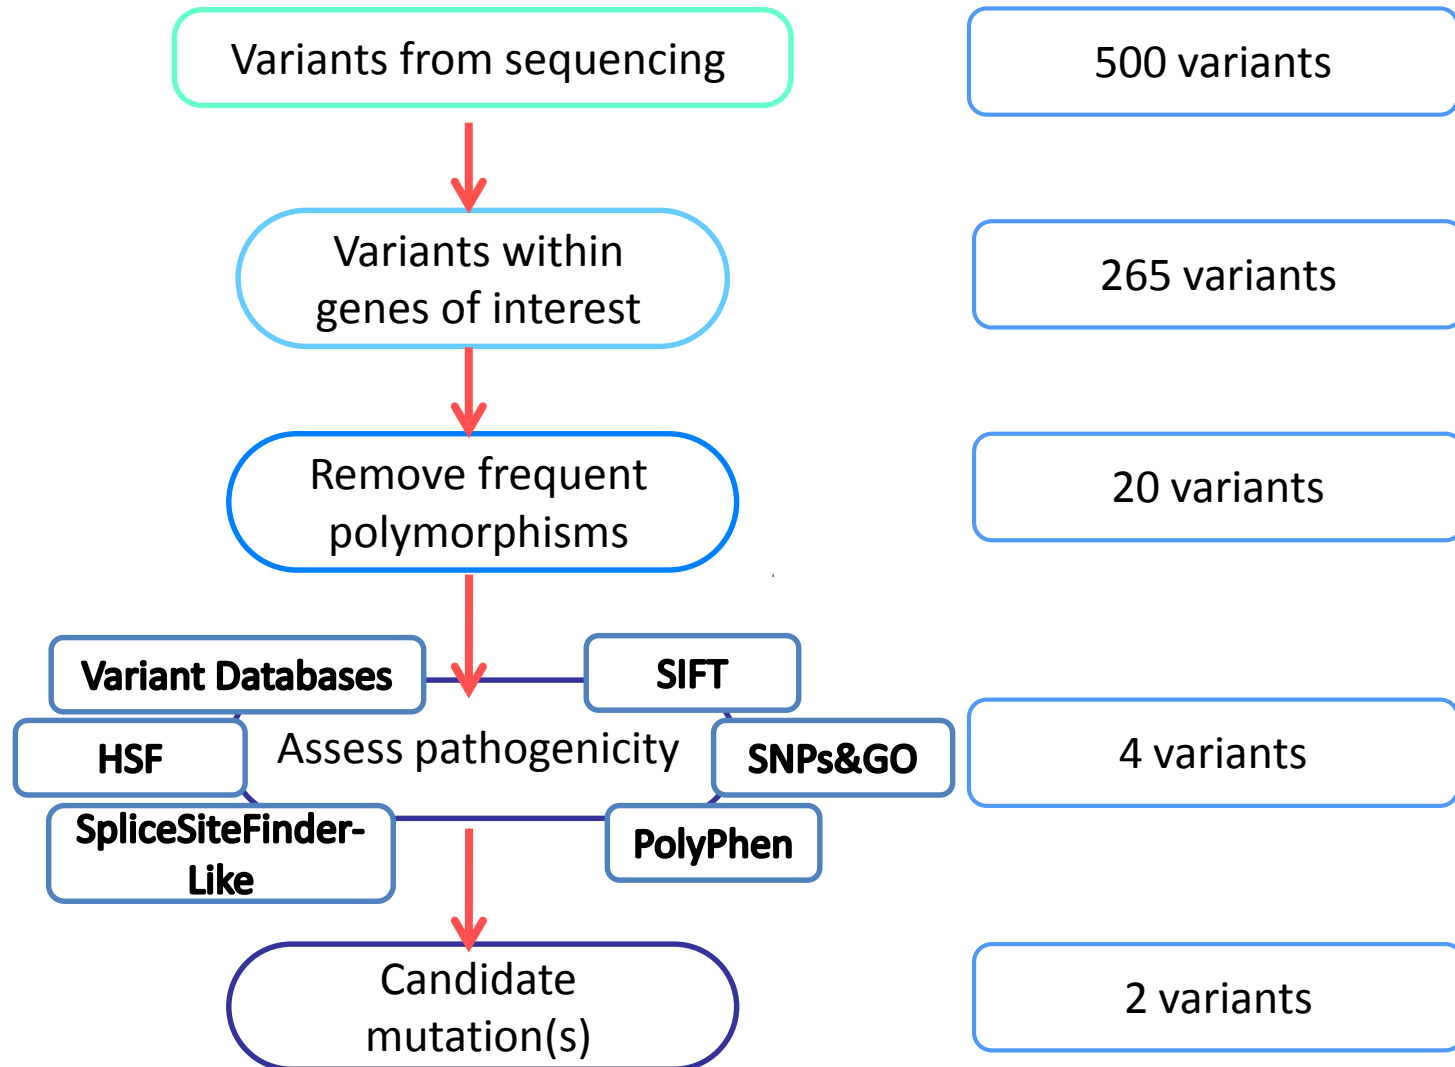 Variants from sequencing
500 variants
Variants within
genes of interest
265 variants
Remove frequent
polymorphisms
20 variants
Variant Databases
SIFT
HSF
Assess pathogenicity
SNPs&GO
4 variants
SpliceSiteFinder-
Like
PolyPhen
Candidate
mutation(s)
2 variants